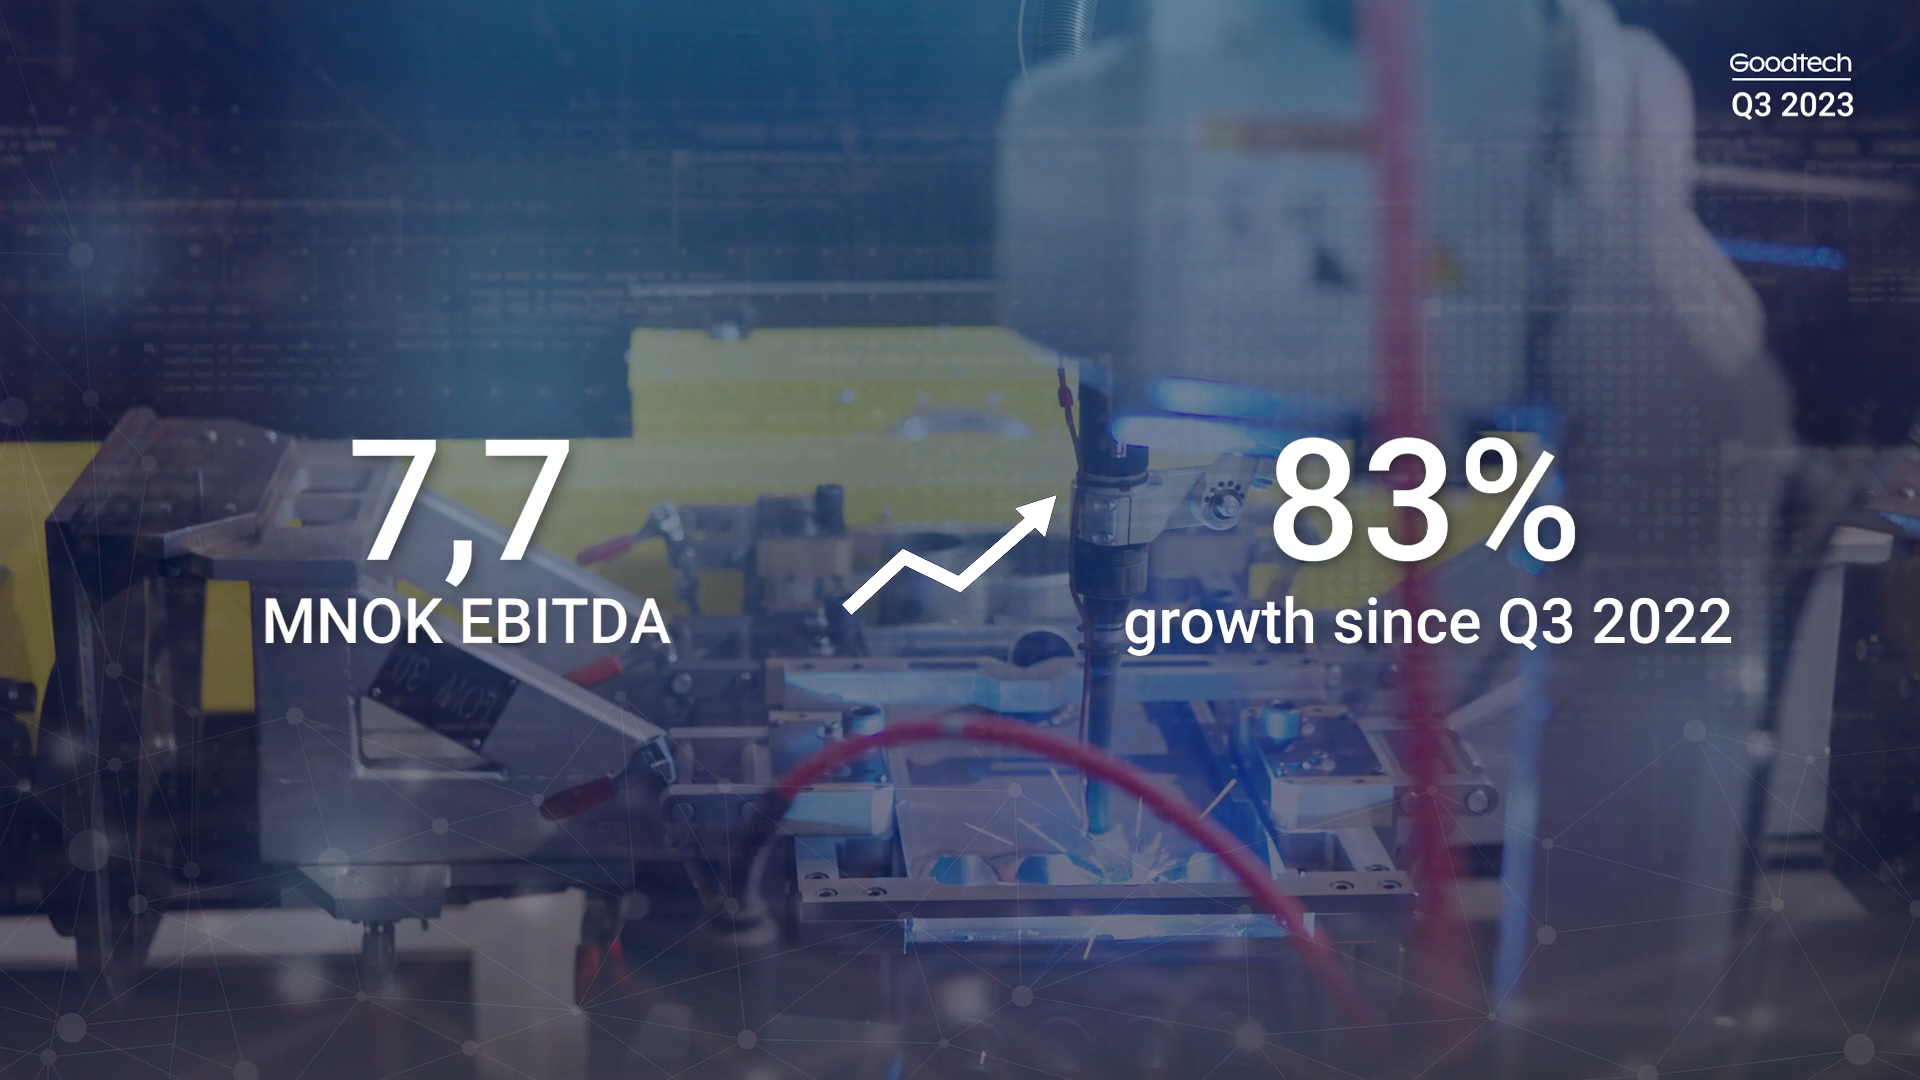 Goodtech
Q3 2023
7,7
MNOK EBITDA
83%
growth since Q3 2022